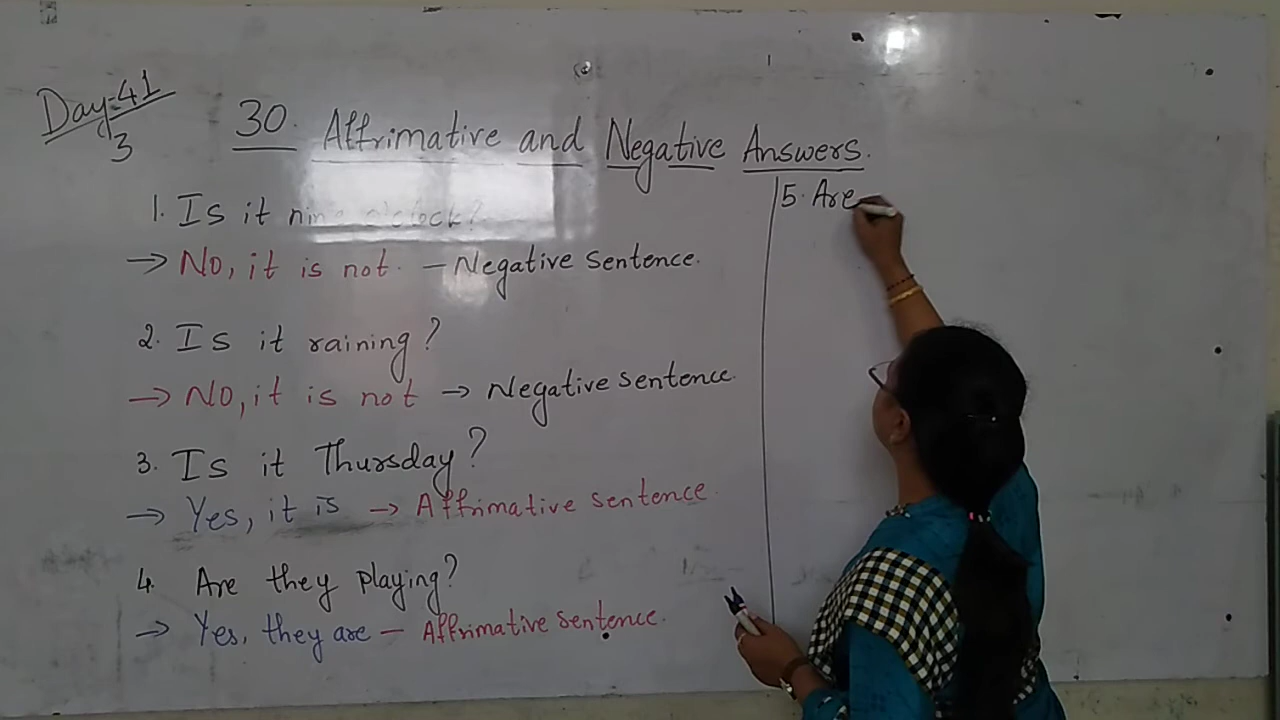 Day:-41
3
30. Affrimative and Negative Answers.
1. Is it nine o'clock?
→ No, it is not. – Negative Sentence.
2. Is it raining?
→ No, it is not → Negative sentence.
3. Is it Thursday?
→ Yes, it is → Affrimative sentence
4. Are they playing?
→ Yes, they are – Affrimative sentence.
5. Are